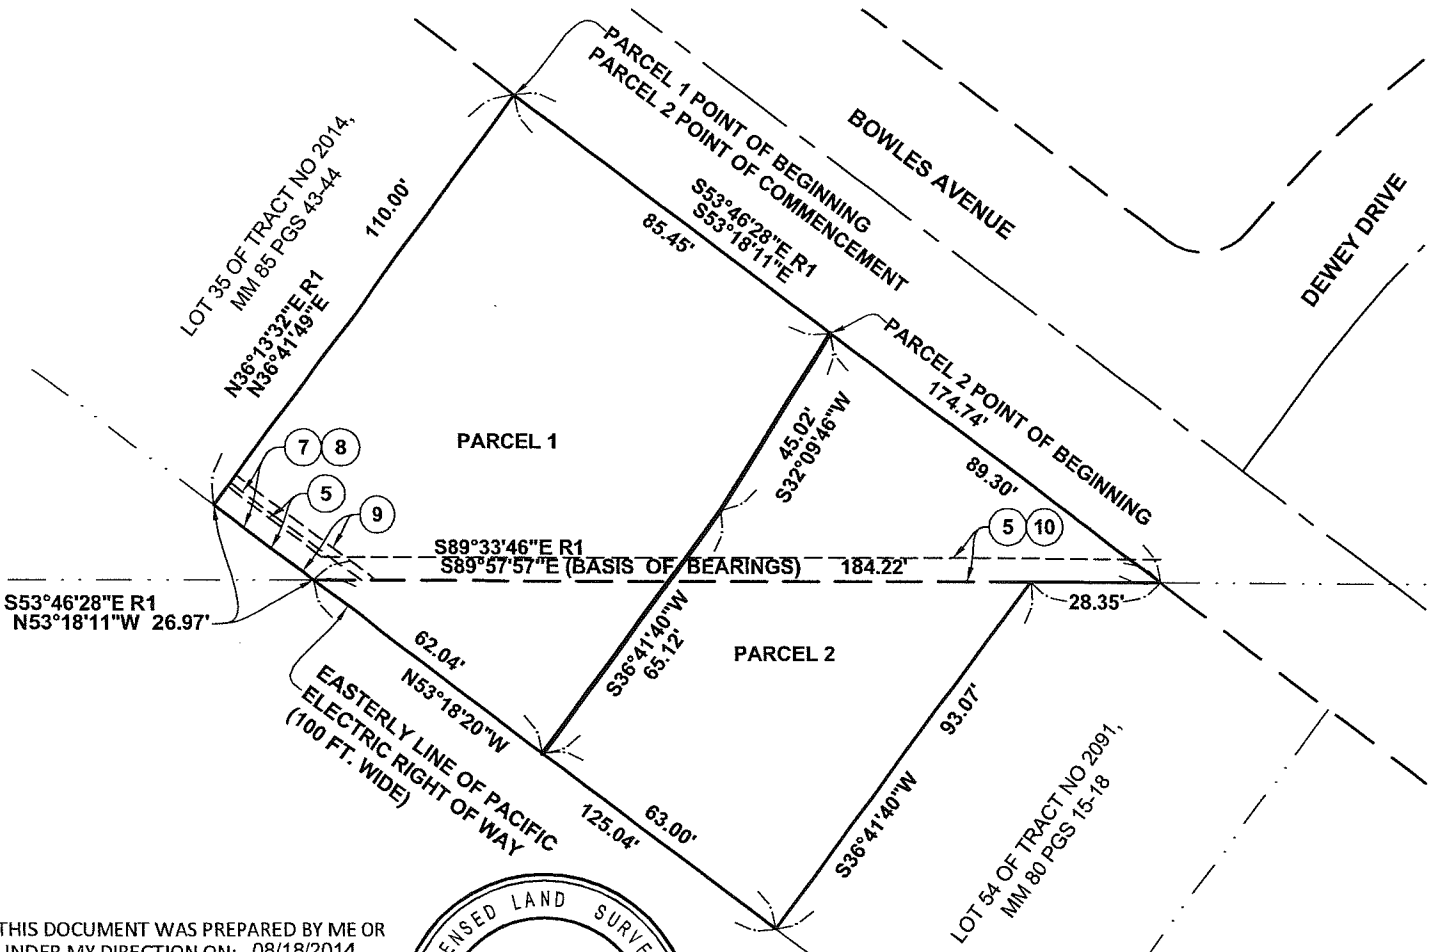 PARCEL 1 POINT OF BEGINNING
PARCEL 2 POINT OF COMMENCEMENT
BOWLES AVENUE
DEWEY DRIVE
LOT 35 OF TRACT NO 2014,
MM 85 PGS 43-44
110.00'
N36°13'32"E R1
N36°41'49"E
S53°46'28"E R1
S53°18'11"E
85.45'
PARCEL 2 POINT OF BEGINNING
174.74'
89.30'
PARCEL 1
45.02'
S32°09'46"W
7 8
5
9
5 10
S89°33'46"E R1
S89°57'57"E (BASIS OF BEARINGS) 184.22'
28.35'
S53°46'28"E R1
N53°18'11"W 26.97'
62.04'
N53°18'20"W
S36°41'40"W
65.12'
PARCEL 2
EASTERLY LINE OF PACIFIC
ELECTRIC RIGHT OF WAY
(100 FT. WIDE)
63.00'
125.04'
93.07'
S36°41'40"W
LOT 54 OF TRACT NO 2091,
MM 80 PGS 15-18
THIS DOCUMENT WAS PREPARED BY ME OR
UNDER MY DIRECTION ON: 08/18/2014
ENSED LAND SURVE